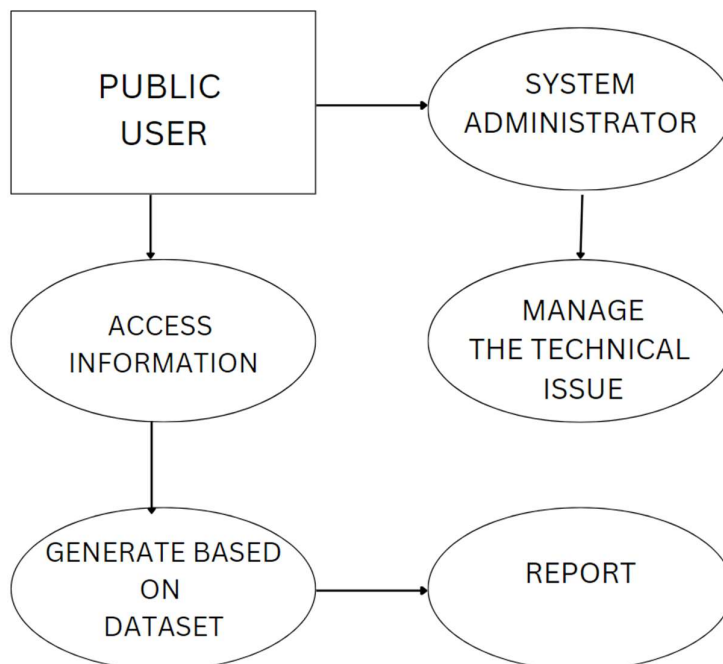 PUBLIC
USER
SYSTEM
ADMINISTRATOR
ACCESS
INFORMATION
MANAGE
THE TECHNICAL
ISSUE
GENERATE BASED
ON
DATASET
REPORT